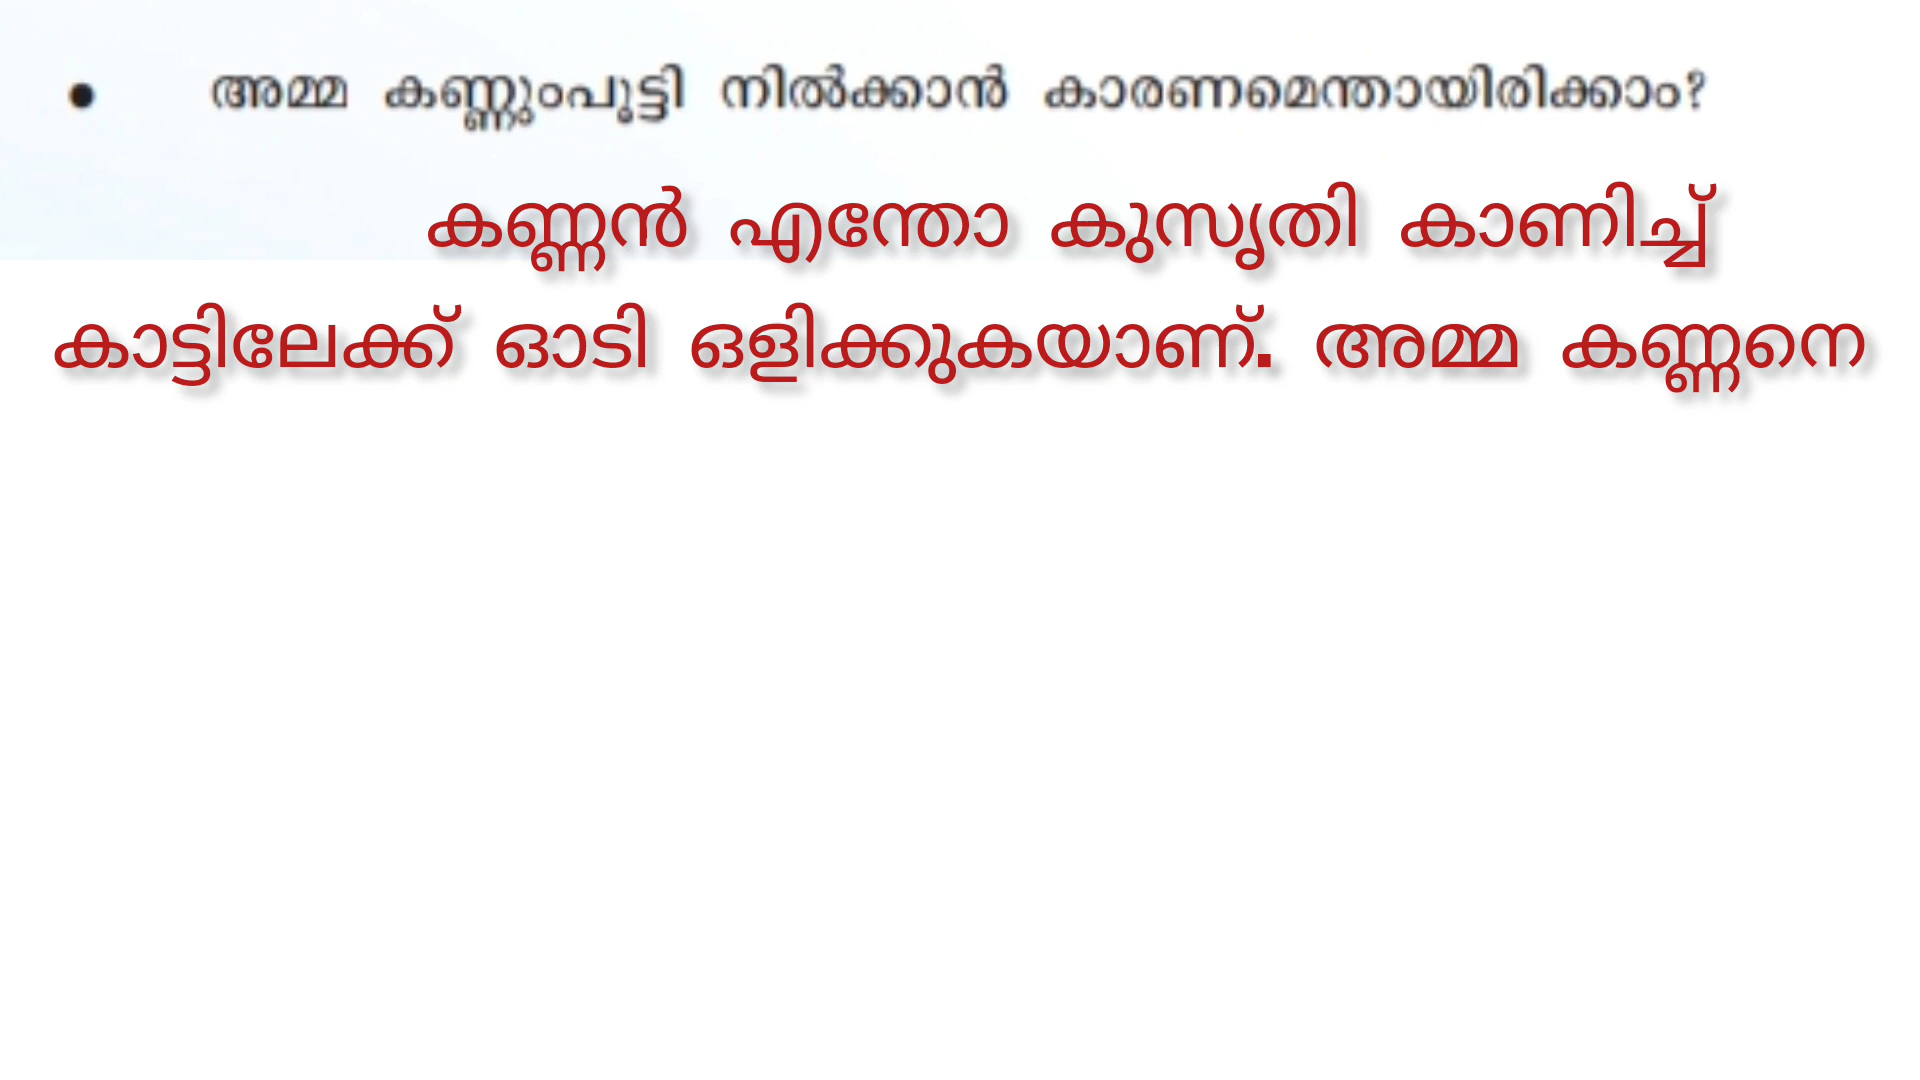 • അമ്മ കണ്ണുംപൂട്ടി നിൽക്കാൻ കാരണമെന്തായിരിക്കാം?
കണ്ണൻ എന്തോ കുസൃതി കാണിച്ച്
കാട്ടിലേക്ക് ഓടി ഒളിക്കുകയാണ്. അമ്മ കണ്ണനെ